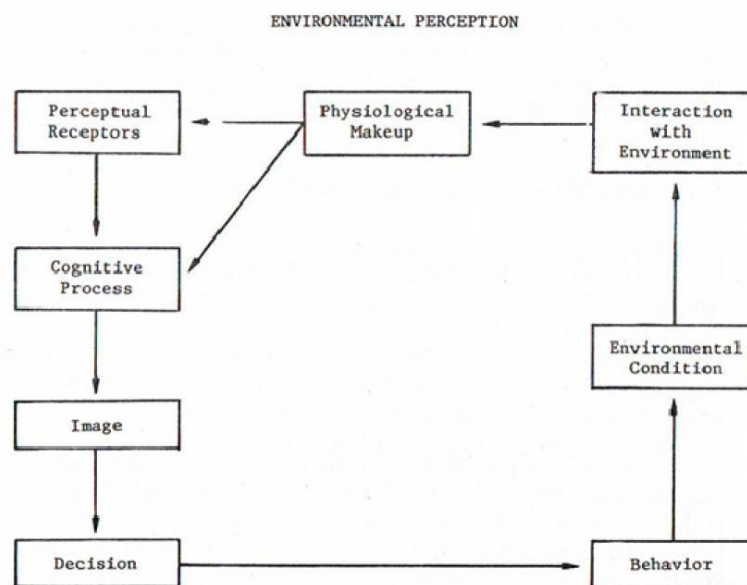 ENVIRONMENTAL PERCEPTION
Perceptual
Receptors
Physiological
Makeup
Interaction
with
Environment
Cognitive
Process
Environmental
Condition
Image
Decision
Behavior